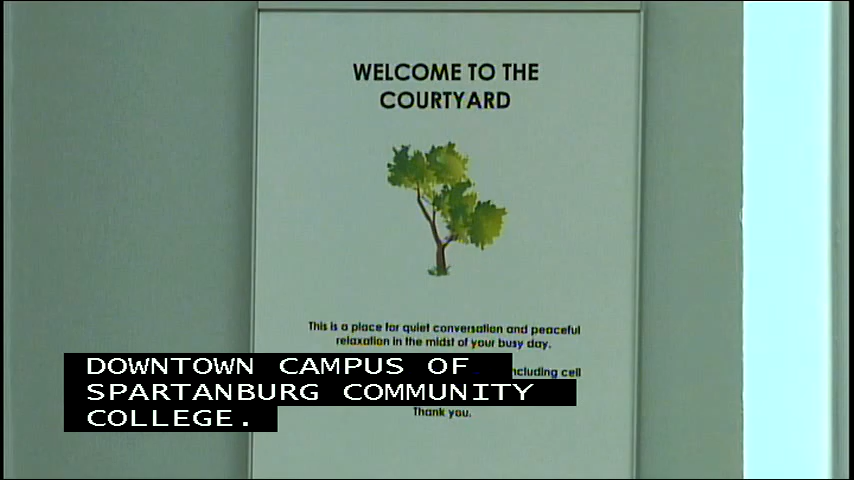 WELCOME TO THE
COURTYARD
This is a place for quiet conversation and peaceful
relaxation in the midst of your busy day.
including cell
Thank you.
DOWNTOWN CAMPUS OF
SPARTANBURG COMMUNITY
COLLEGE.